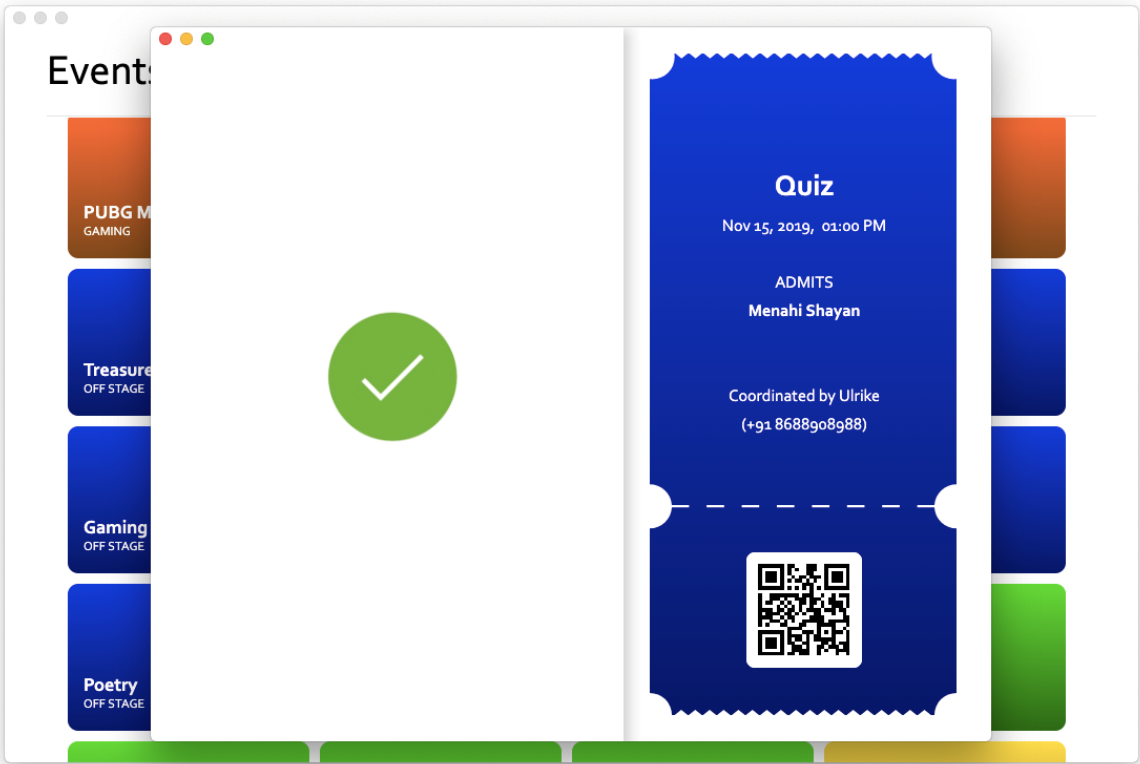 Events
PUBG M
GAMING
Treasure
OFF STAGE
Gaming
OFF STAGE
Poetry
OFF STAGE
Quiz
Nov 15, 2019, 01:00 PM
ADMITS
Menahi Shayan
Coordinated by Ulrike
(+91 8688908988)